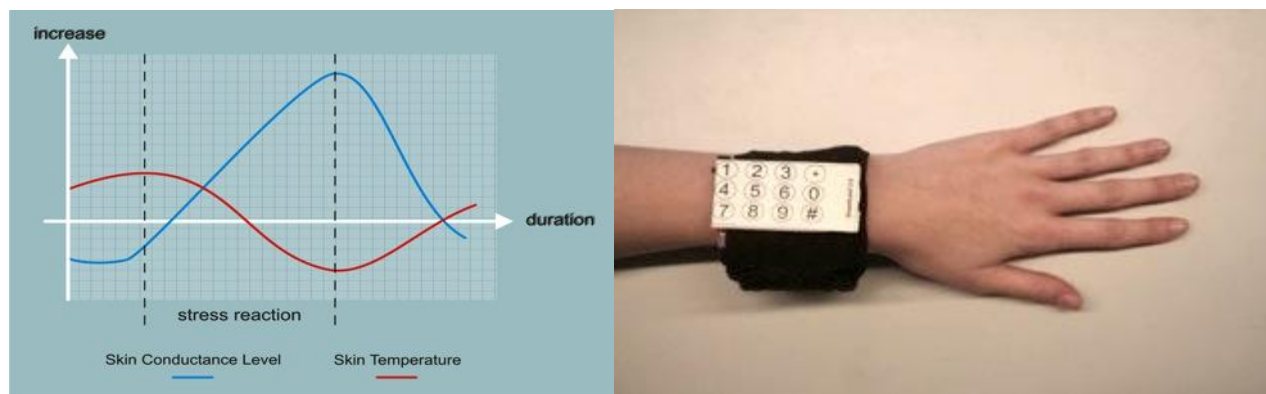 increase
duration
stress reaction
Skin Conductance Level
Skin Temperature
1 2 3
4 5 6 0
7 8 9 #